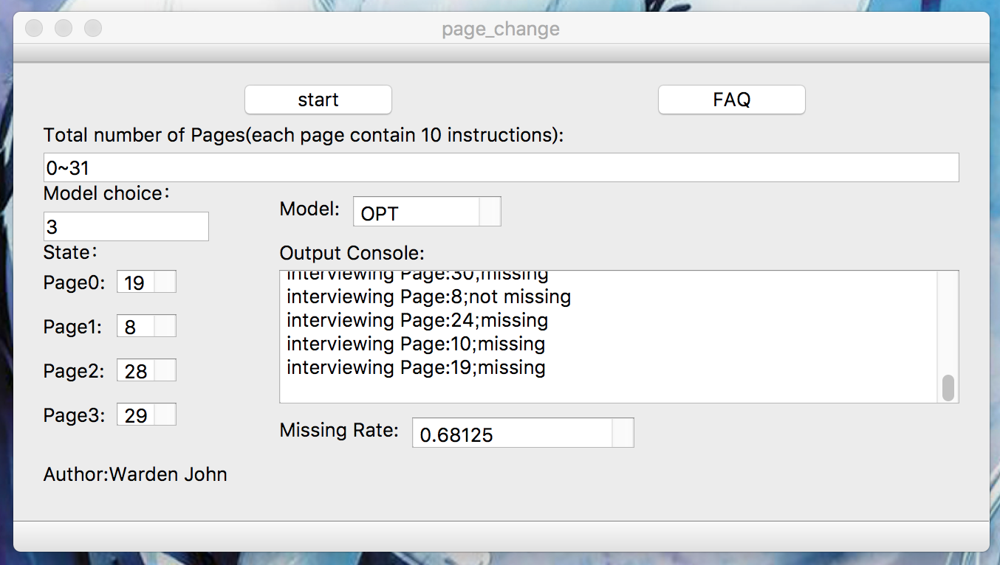 page_change
start
FAQ
Total number of Pages(each page contain 10 instructions):
0~31
Model choice：
3
Model:
OPT
State：
Page0:
19
Page1:
8
Page2:
28
Page3:
29
Output Console:
interviewing Page:30;missing
interviewing Page:8;not missing
interviewing Page:24;missing
interviewing Page:10;missing
interviewing Page:19;missing
Missing Rate:
0.68125
Author:Warden John